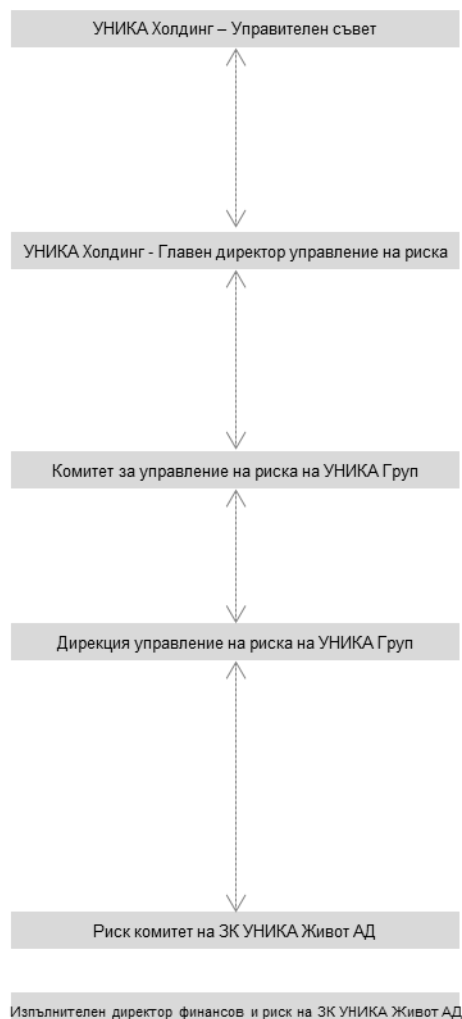 УНИКА Холдинг – Управителен съвет
УНИКА Холдинг - Главен директор управление на риска
Комитет за управление на риска на УНИКА Груп
Дирекция управление на риска на УНИКА Груп
Риск комитет на ЗК УНИКА Живот АД
Изпълнителен директор финансов и риск на ЗК УНИКА Живот АД